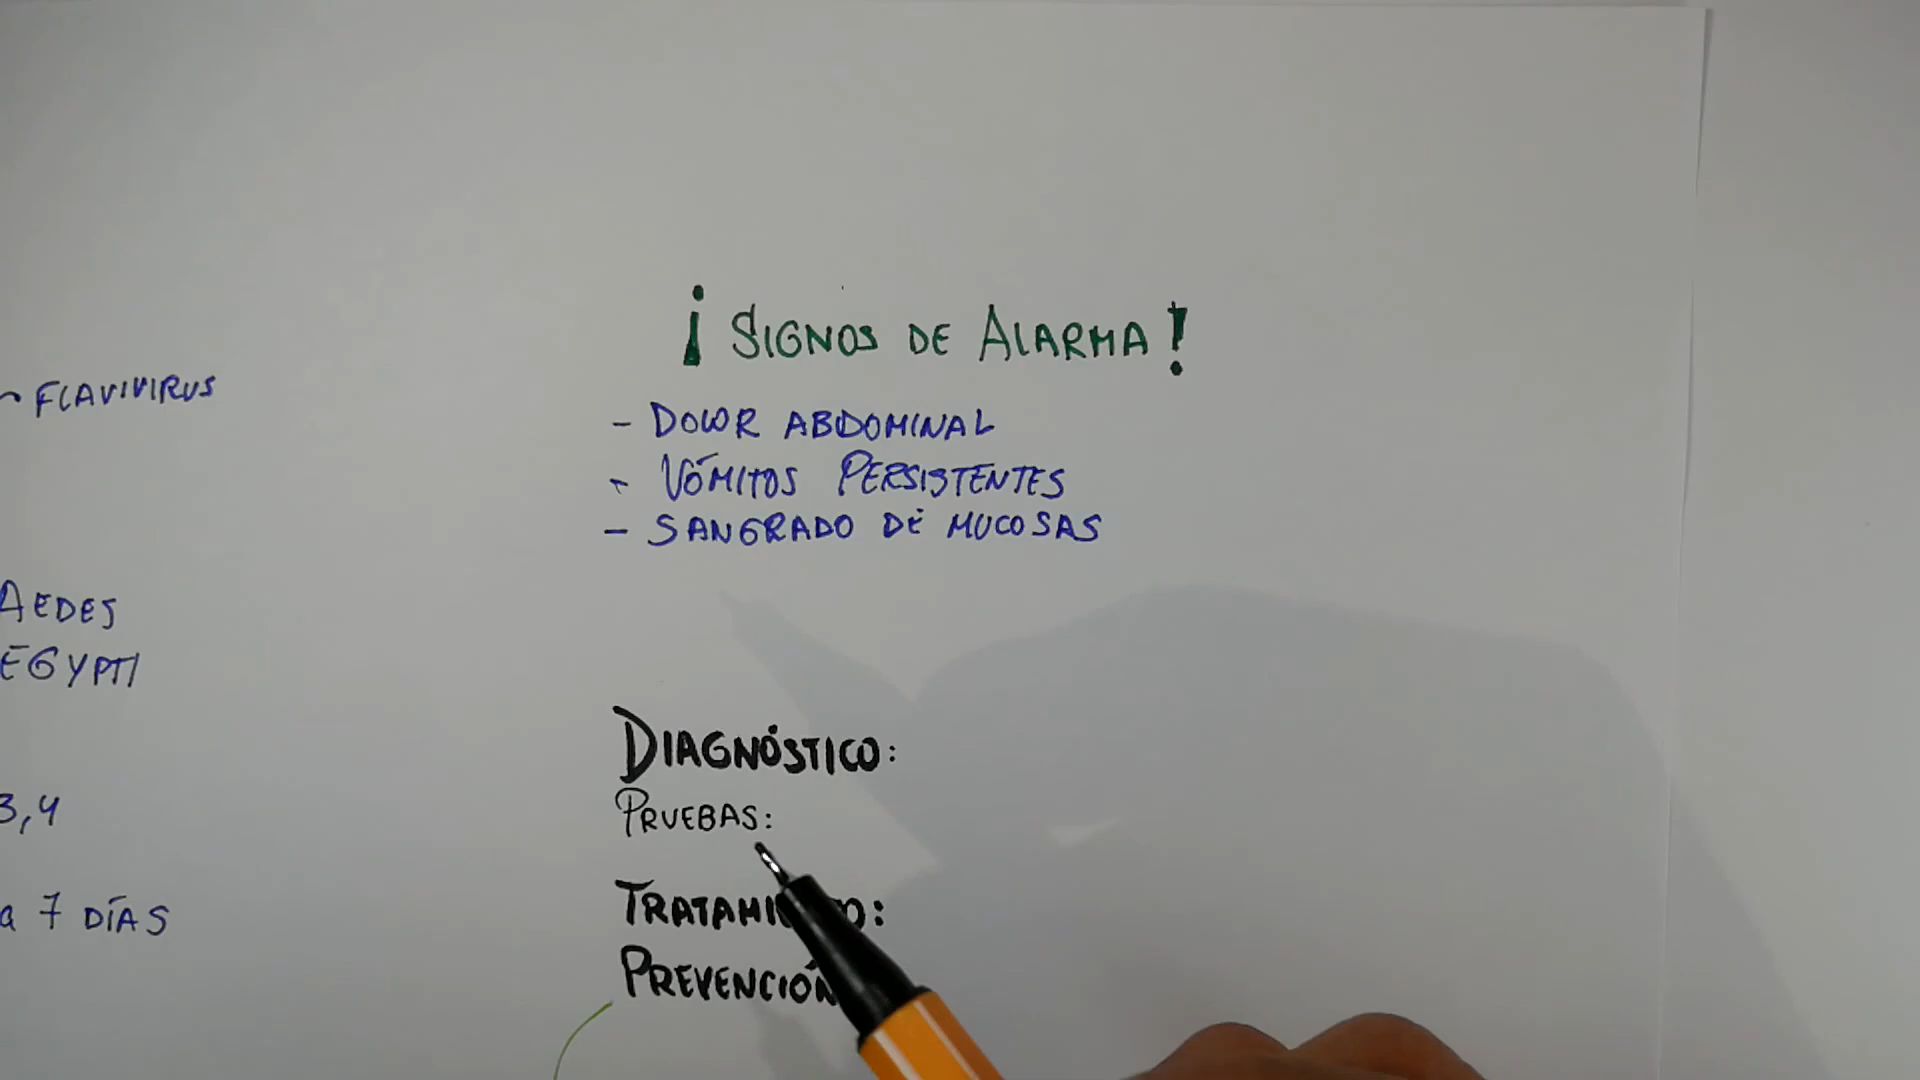 FLAVIVIRUS
AEDES
EGYPTI
3,4
a 7 DÍAS
¡SIGNOS DE ALARMA!
- DOLOR ABDOMINAL
- VÓMITOS PERSISTENTES
- SANGRADO DE MUCOSAS
DIAGNÓSTICO:
PRUEBAS:
TRATAMIENTO:
PREVENCIÓN